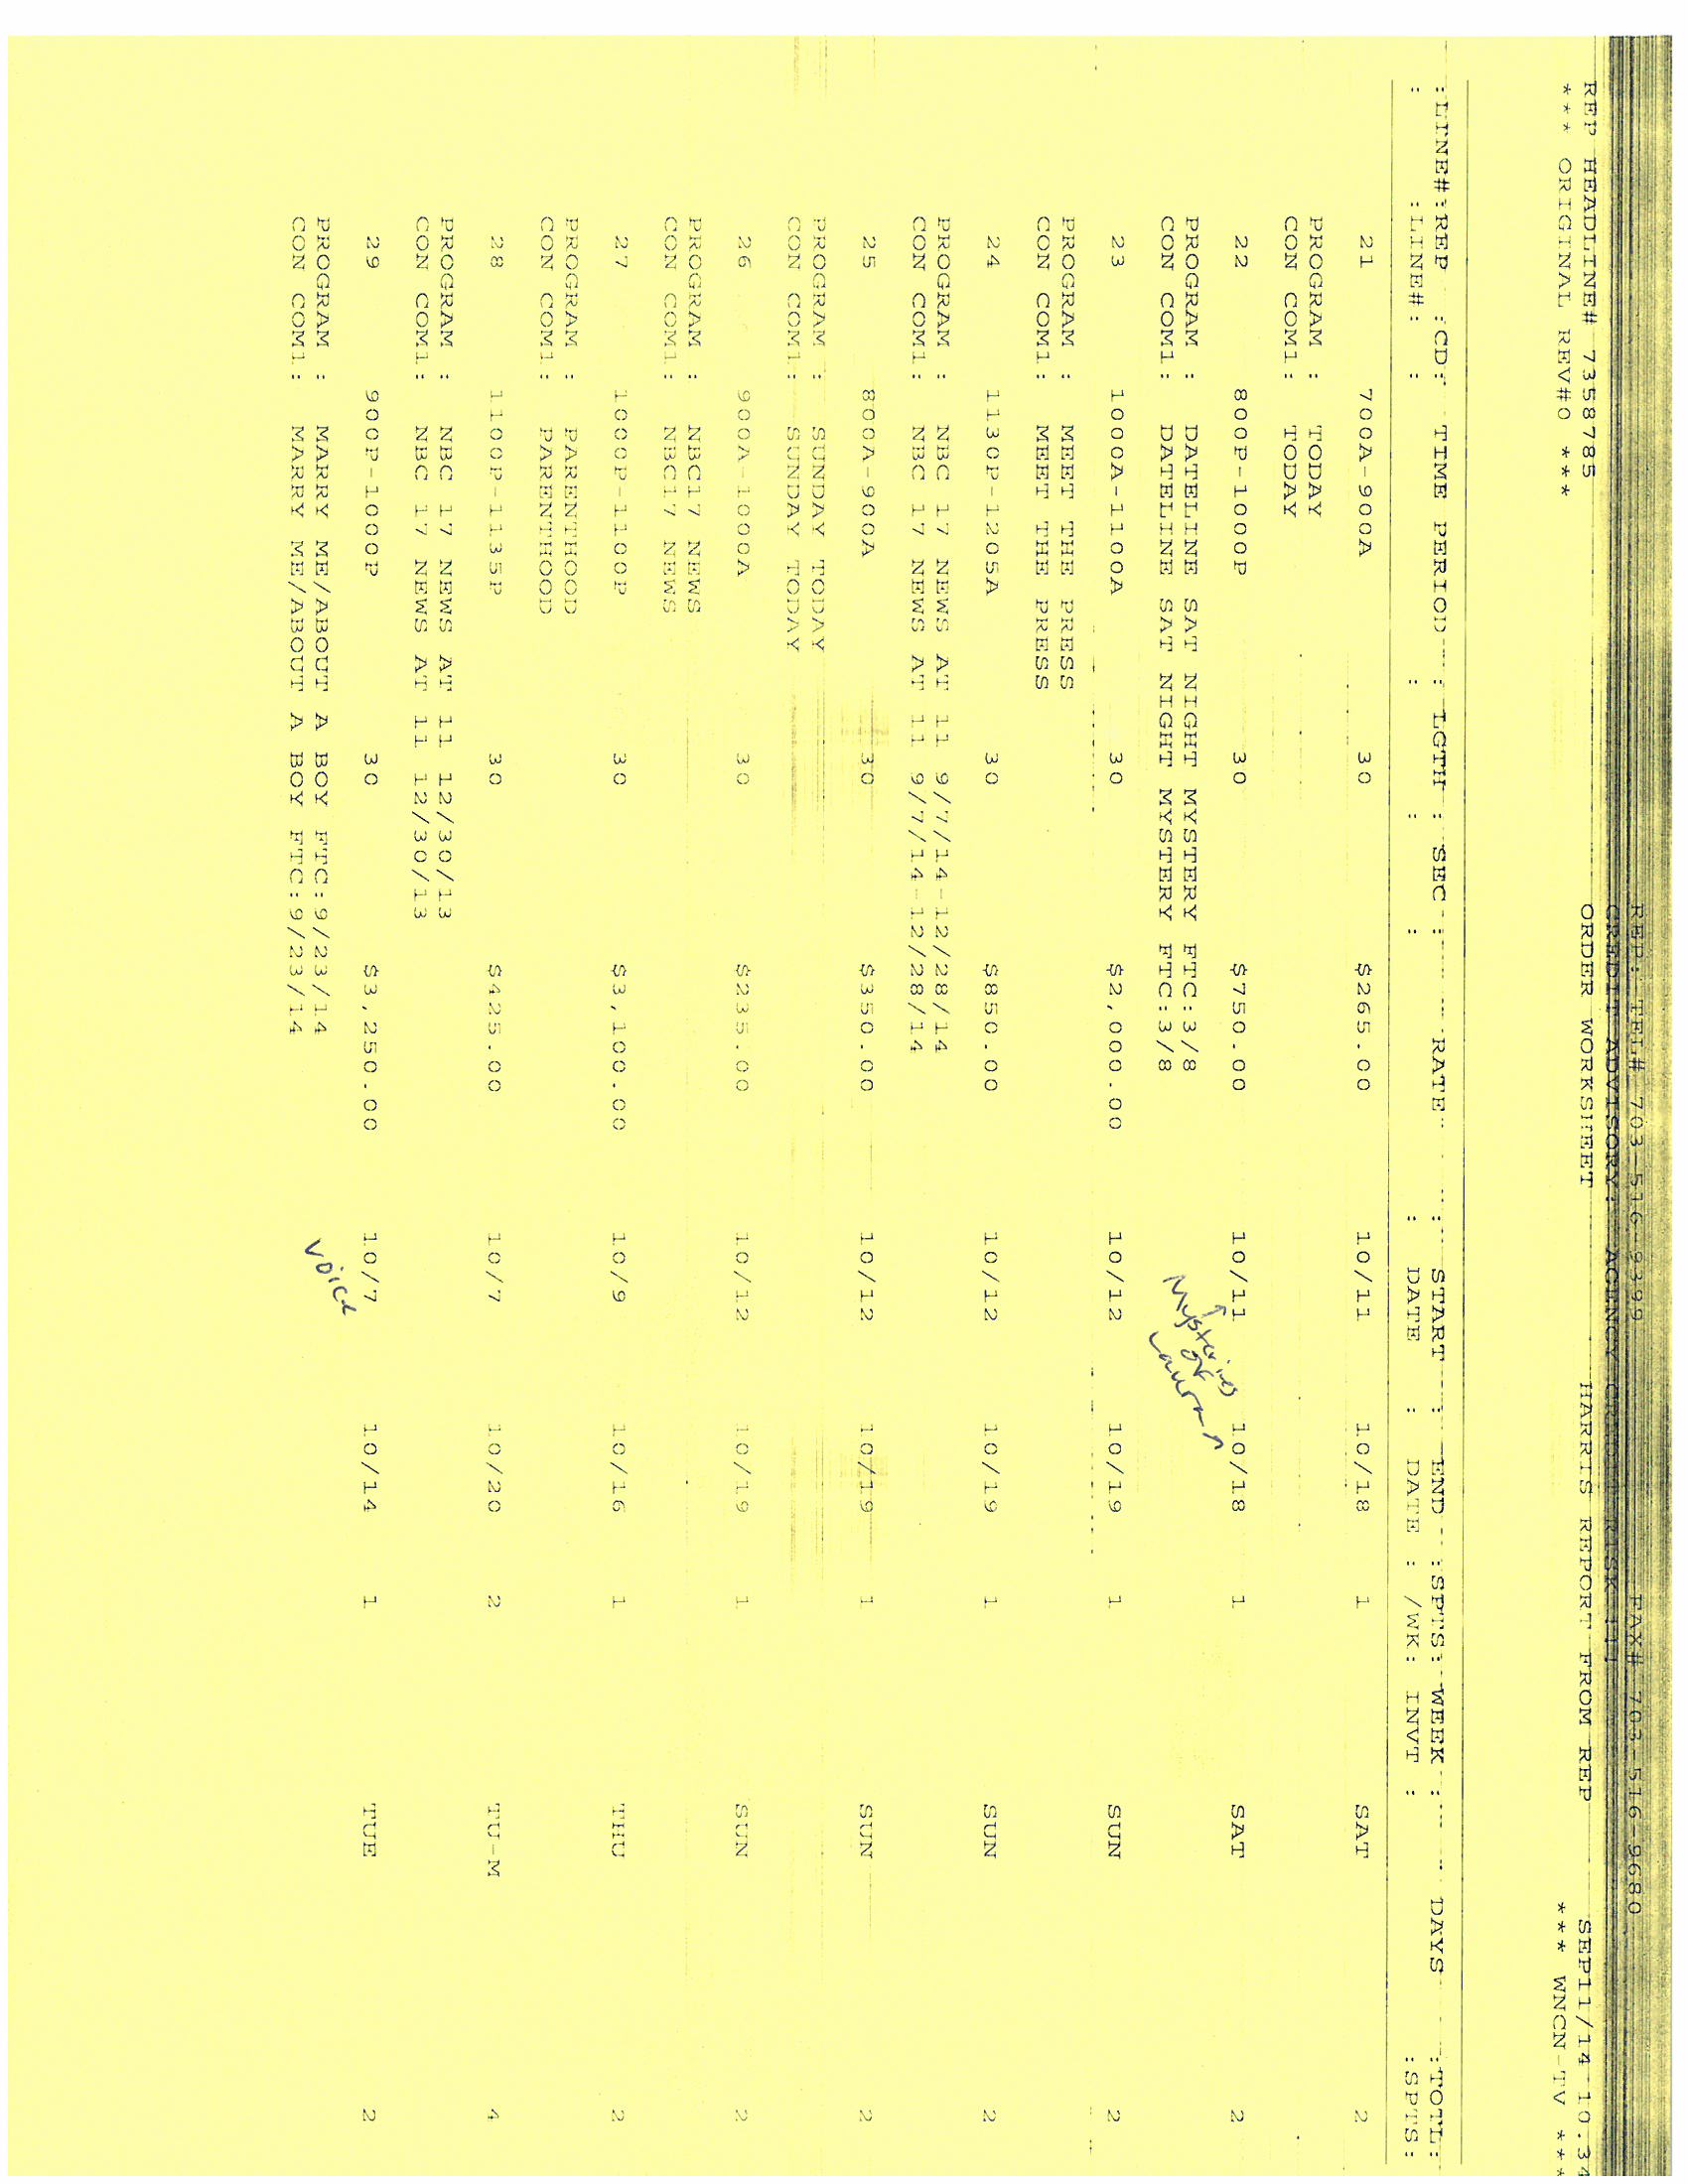 REP: TEL# 703-516-9399 FAX# 703-516-9680
CREDIT ADVISORY: AGENCY CREDIT RISK
REP HEADLINE# 7358785 ORDER WORKSHEET HARRIS REPORT FROM REP SEP11/14 10.34
*** ORIGINAL REV#0 *** *** WNCN-TV ***
:LINE#:REP :CD: TIME PERIOD : LGTH : SEC : RATE : START : END :SPTS: WEEK : DAYS :TOTL:
: :LINE#: : : : : DATE : DATE : /WK: INVT : :SPTS:
21 700A-900A 30 $265.00 10/11 10/18 1 SAT 2
PROGRAM : TODAY
CON COM1: TODAY
22 800P-1000P 30 $750.00 10/11 10/18 1 SAT 2
PROGRAM : DATELINE SAT NIGHT MYSTERY FTC:3/8
CON COM1: DATELINE SAT NIGHT MYSTERY FTC:3/8
Mysteries
of
Laura
23 1000A-1100A 30 $2,000.00 10/12 10/19 1 SUN 2
PROGRAM : MEET THE PRESS
CON COM1: MEET THE PRESS
24 1130P-1205A 30 $850.00 10/12 10/19 1 SUN 2
PROGRAM : NBC 17 NEWS AT 11 9/7/14-12/28/14
CON COM1: NBC 17 NEWS AT 11 9/7/14-12/28/14
25 800A-900A 30 $350.00 10/12 10/19 1 SUN 2
PROGRAM : SUNDAY TODAY
CON COM1: SUNDAY TODAY
26 900A-1000A 30 $235.00 10/12 10/19 1 SUN 2
PROGRAM : NBC17 NEWS
CON COM1: NBC17 NEWS
27 1000P-1100P 30 $3,100.00 10/9 10/16 1 THU 2
PROGRAM : PARENTHOOD
CON COM1: PARENTHOOD
28 1100P-1135P 30 $425.00 10/7 10/20 2 TU-M 4
PROGRAM : NBC 17 NEWS AT 11 12/30/13
CON COM1: NBC 17 NEWS AT 11 12/30/13
29 900P-1000P 30 $3,250.00 10/7 10/14 1 TUE 2
PROGRAM : MARRY ME/ABOUT A BOY FTC:9/23/14
CON COM1: MARRY ME/ABOUT A BOY FTC:9/23/14
Voice